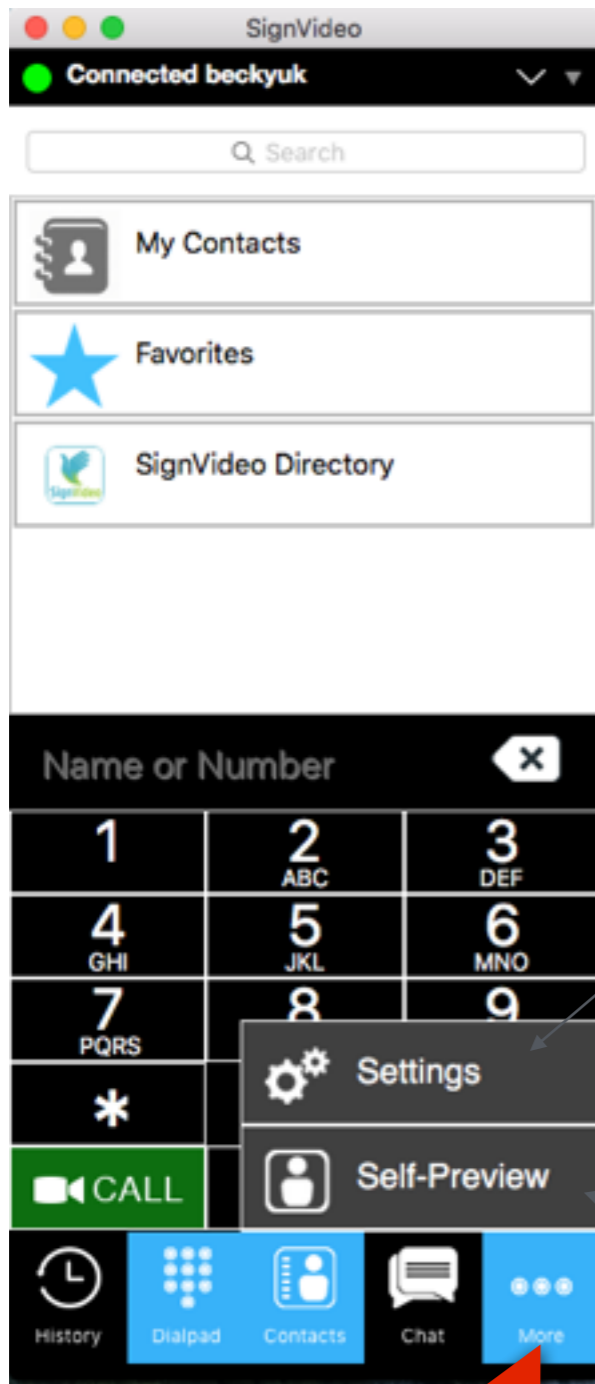 SignVideo
Connected beckyuk
Search
My Contacts
Favorites
SignVideo Directory
SignVideo
Name or Number
1 2 3
ABC DEF
4 5 6
GHI JKL MNO
7 8 9
PQRS
Settings
*
CALL
Self-Preview
History Dialpad Contacts Chat More